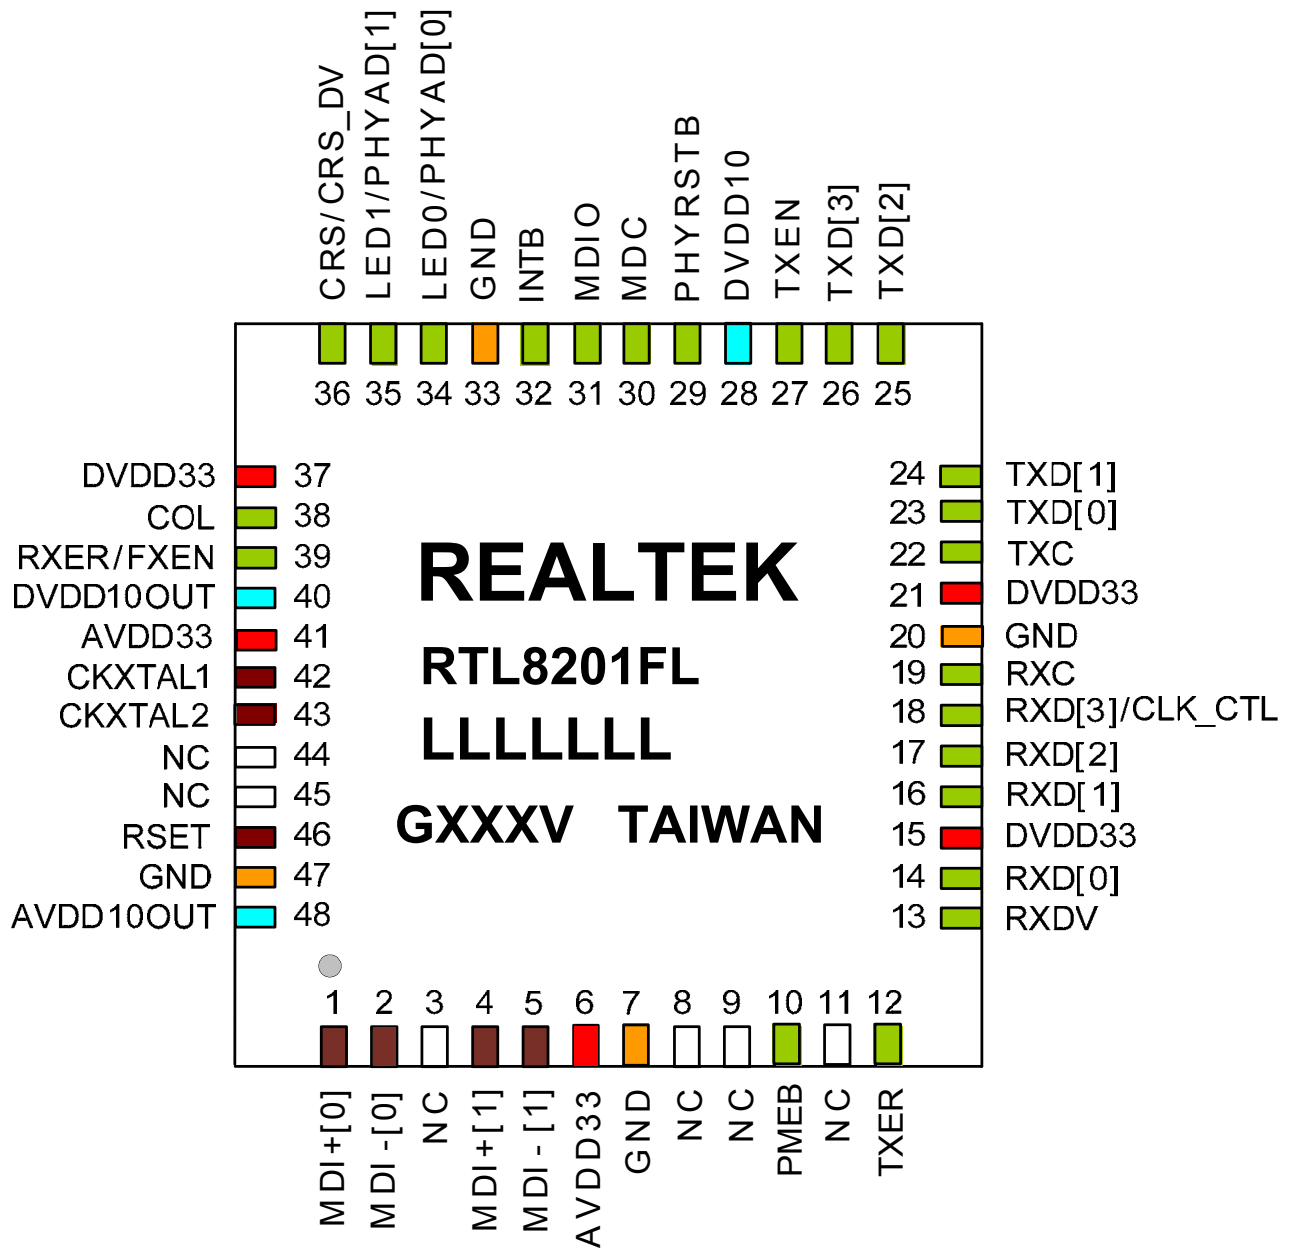 CRS/CRS_DV
LED1/PHYAD[1]
LED0/PHYAD[0]
GND
INTB
MDIO
MDC
PHYRSTB
DVDD10
TXEN
TXD[3]
TXD[2]
36 35 34 33 32 31 30 29 28 27 26 25
DVDD33 37
COL 38
RXER/FXEN 39
DVDD10OUT 40
AVDD33 41
CKXTAL1 42
CKXTAL2 43
NC 44
NC 45
RSET 46
GND 47
AVDD10OUT 48
REALTEK
RTL8201FL
LLLLLLL
GXXXV TAIWAN
24 TXD[1]
23 TXD[0]
22 TXC
21 DVDD33
20 GND
19 RXC
18 RXD[3]/CLK_CTL
17 RXD[2]
16 RXD[1]
15 DVDD33
14 RXD[0]
13 RXDV
1 2 3 4 5 6 7 8 9 10 11 12
MDI+[0]
MDI-[0]
NC
MDI+[1]
MDI-[1]
AVDD33
GND
NC
NC
PMEB
NC
TXER